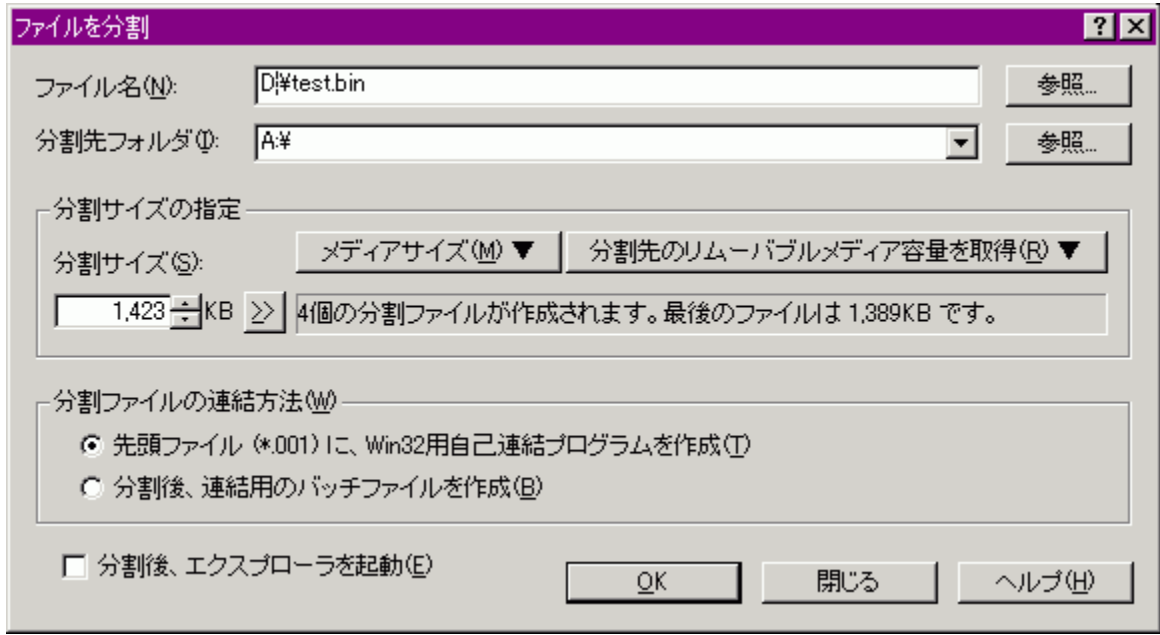 ファイルを分割
ファイル名(N): D:¥test.bin 参照...
分割先フォルダ(I): A:¥ 参照...
分割サイズの指定
分割サイズ(S): メディアサイズ(M) ▼ 分割先のリムーバブルメディア容量を取得(R) ▼
1,423 KB >> 4個の分割ファイルが作成されます。最後のファイルは 1,389KB です。
分割ファイルの連結方法(W)
先頭ファイル (*.001) に、Win32用自己連結プログラムを作成(T)
分割後、連結用のバッチファイルを作成(B)
分割後、エクスプローラを起動(E)
OK 閉じる ヘルプ(H)